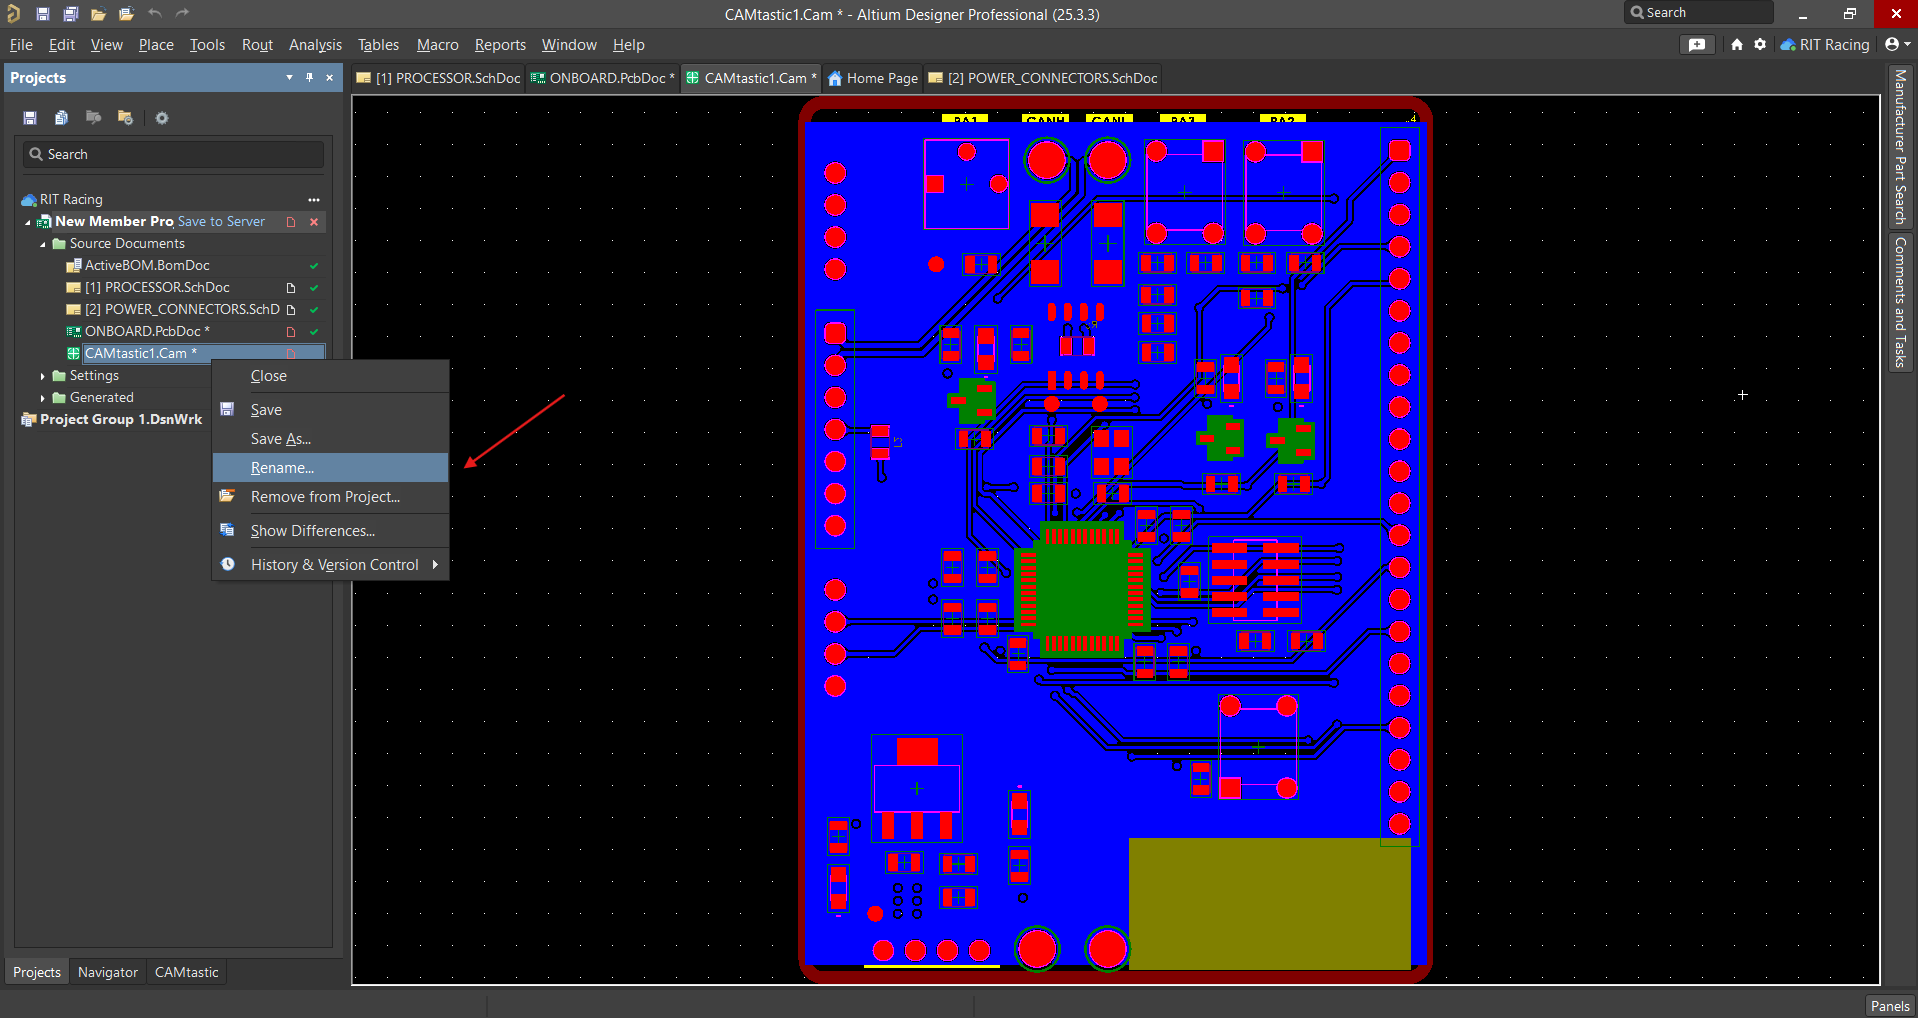 CAMtastic1.Cam * - Altium Designer Professional (25.3.3)
Search
File Edit View Place Tools Rout Analysis Tables Macro Reports Window Help
RIT Racing
Projects
[1] PROCESSOR.SchDoc
ONBOARD.PcbDoc *
CAMtastic1.Cam *
Home Page
[2] POWER_CONNECTORS.SchDoc
Search
RIT Racing
New Member Pro Save to Server
Source Documents
ActiveBOM.BomDoc
[1] PROCESSOR.SchDoc
[2] POWER_CONNECTORS.SchD
ONBOARD.PcbDoc *
CAMtastic1.Cam *
Settings
Generated
Project Group 1.DsnWrk
Close
Save
Save As...
Rename...
Remove from Project...
Show Differences...
History & Version Control
CANH
CANL
Manufacturer Part Search
Comments and Tasks
Projects
Navigator
CAMtastic
Panels